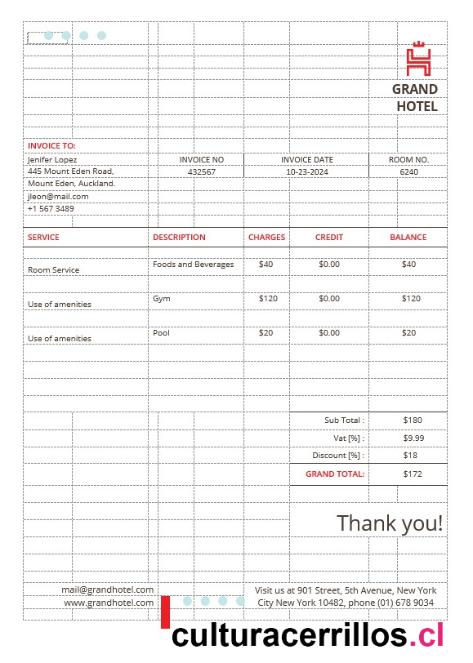 GRAND
HOTEL
INVOICE TO:
Jenifer Lopez
445 Mount Eden Road,
Mount Eden, Auckland.
jleon@mail.com
+1 567 3489
INVOICE NO INVOICE DATE ROOM NO.
432567 10-23-2024 6240
SERVICE DESCRIPTION CHARGES CREDIT BALANCE
Room Service Foods and Beverages $40 $0.00 $40
Use of amenities Gym $120 $0.00 $120
Use of amenities Pool $20 $0.00 $20
Sub Total : $180
Vat [%] : $9.99
Discount [%] : $18
GRAND TOTAL: $172
Thank you!
mail@grandhotel.com
www.grandhotel.com
Visit us at 901 Street, 5th Avenue, New York
City New York 10482, phone (01) 678 9034
culturacerrillos.cl